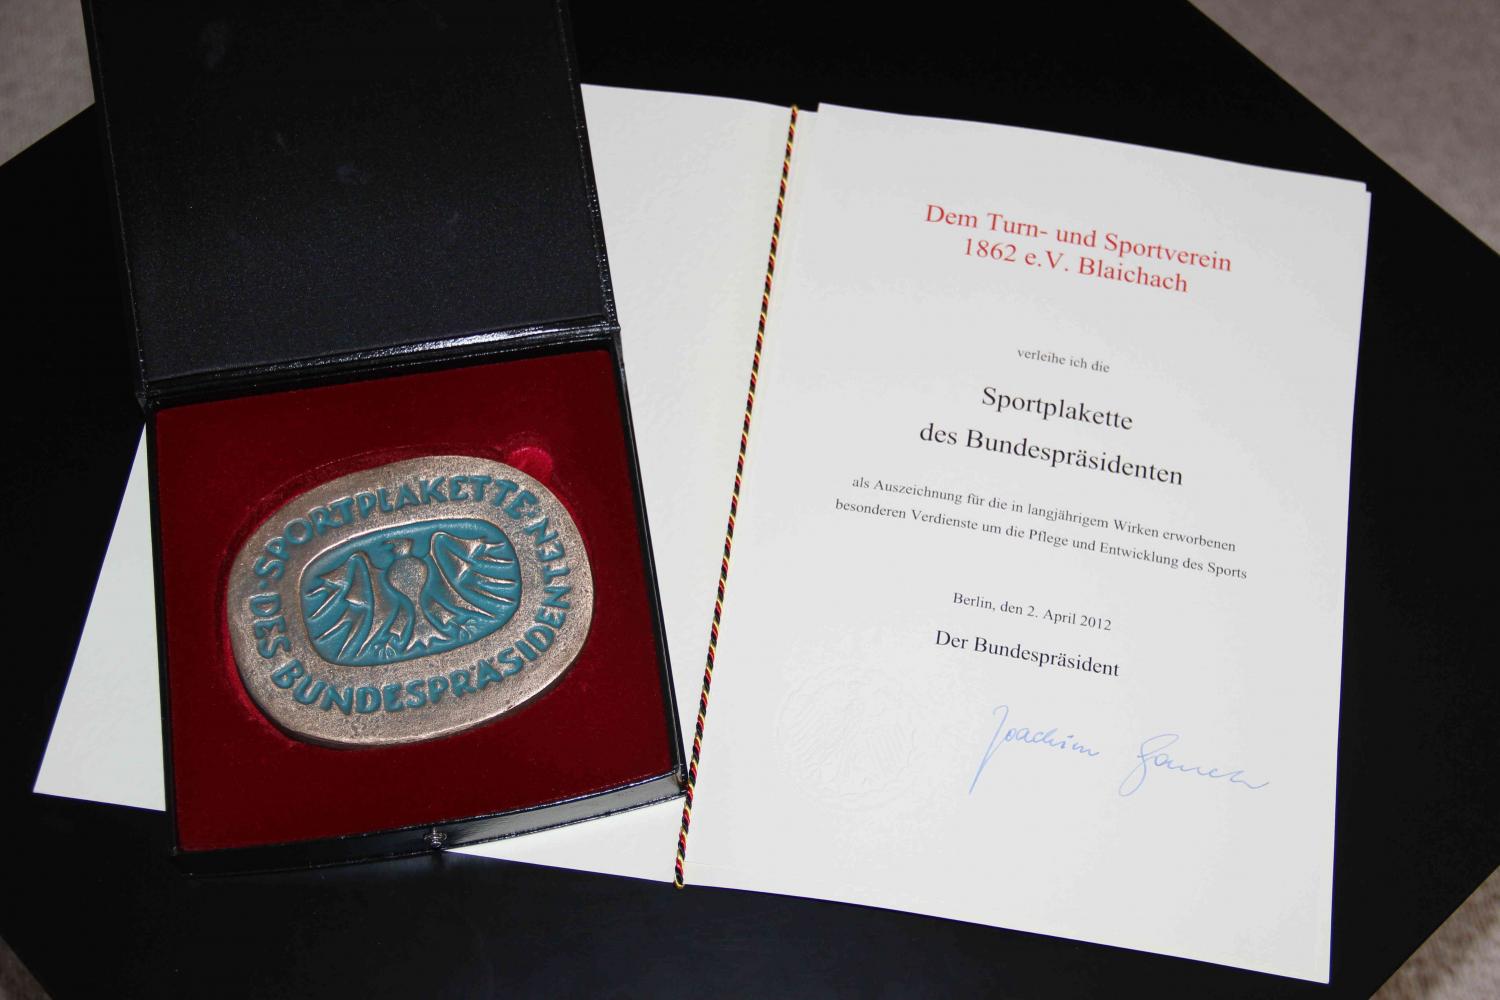 SPORTPLAKETTE
DES BUNDESPRÄSIDENTEN
Dem Turn- und Sportverein
1862 e.V. Blaichach
verleihe ich die
Sportplakette
des Bundespräsidenten
als Auszeichnung für die in langjährigem Wirken erworbenen
besonderen Verdienste um die Pflege und Entwicklung des Sports
Berlin, den 2. April 2012
Der Bundespräsident
Joachim Gauck